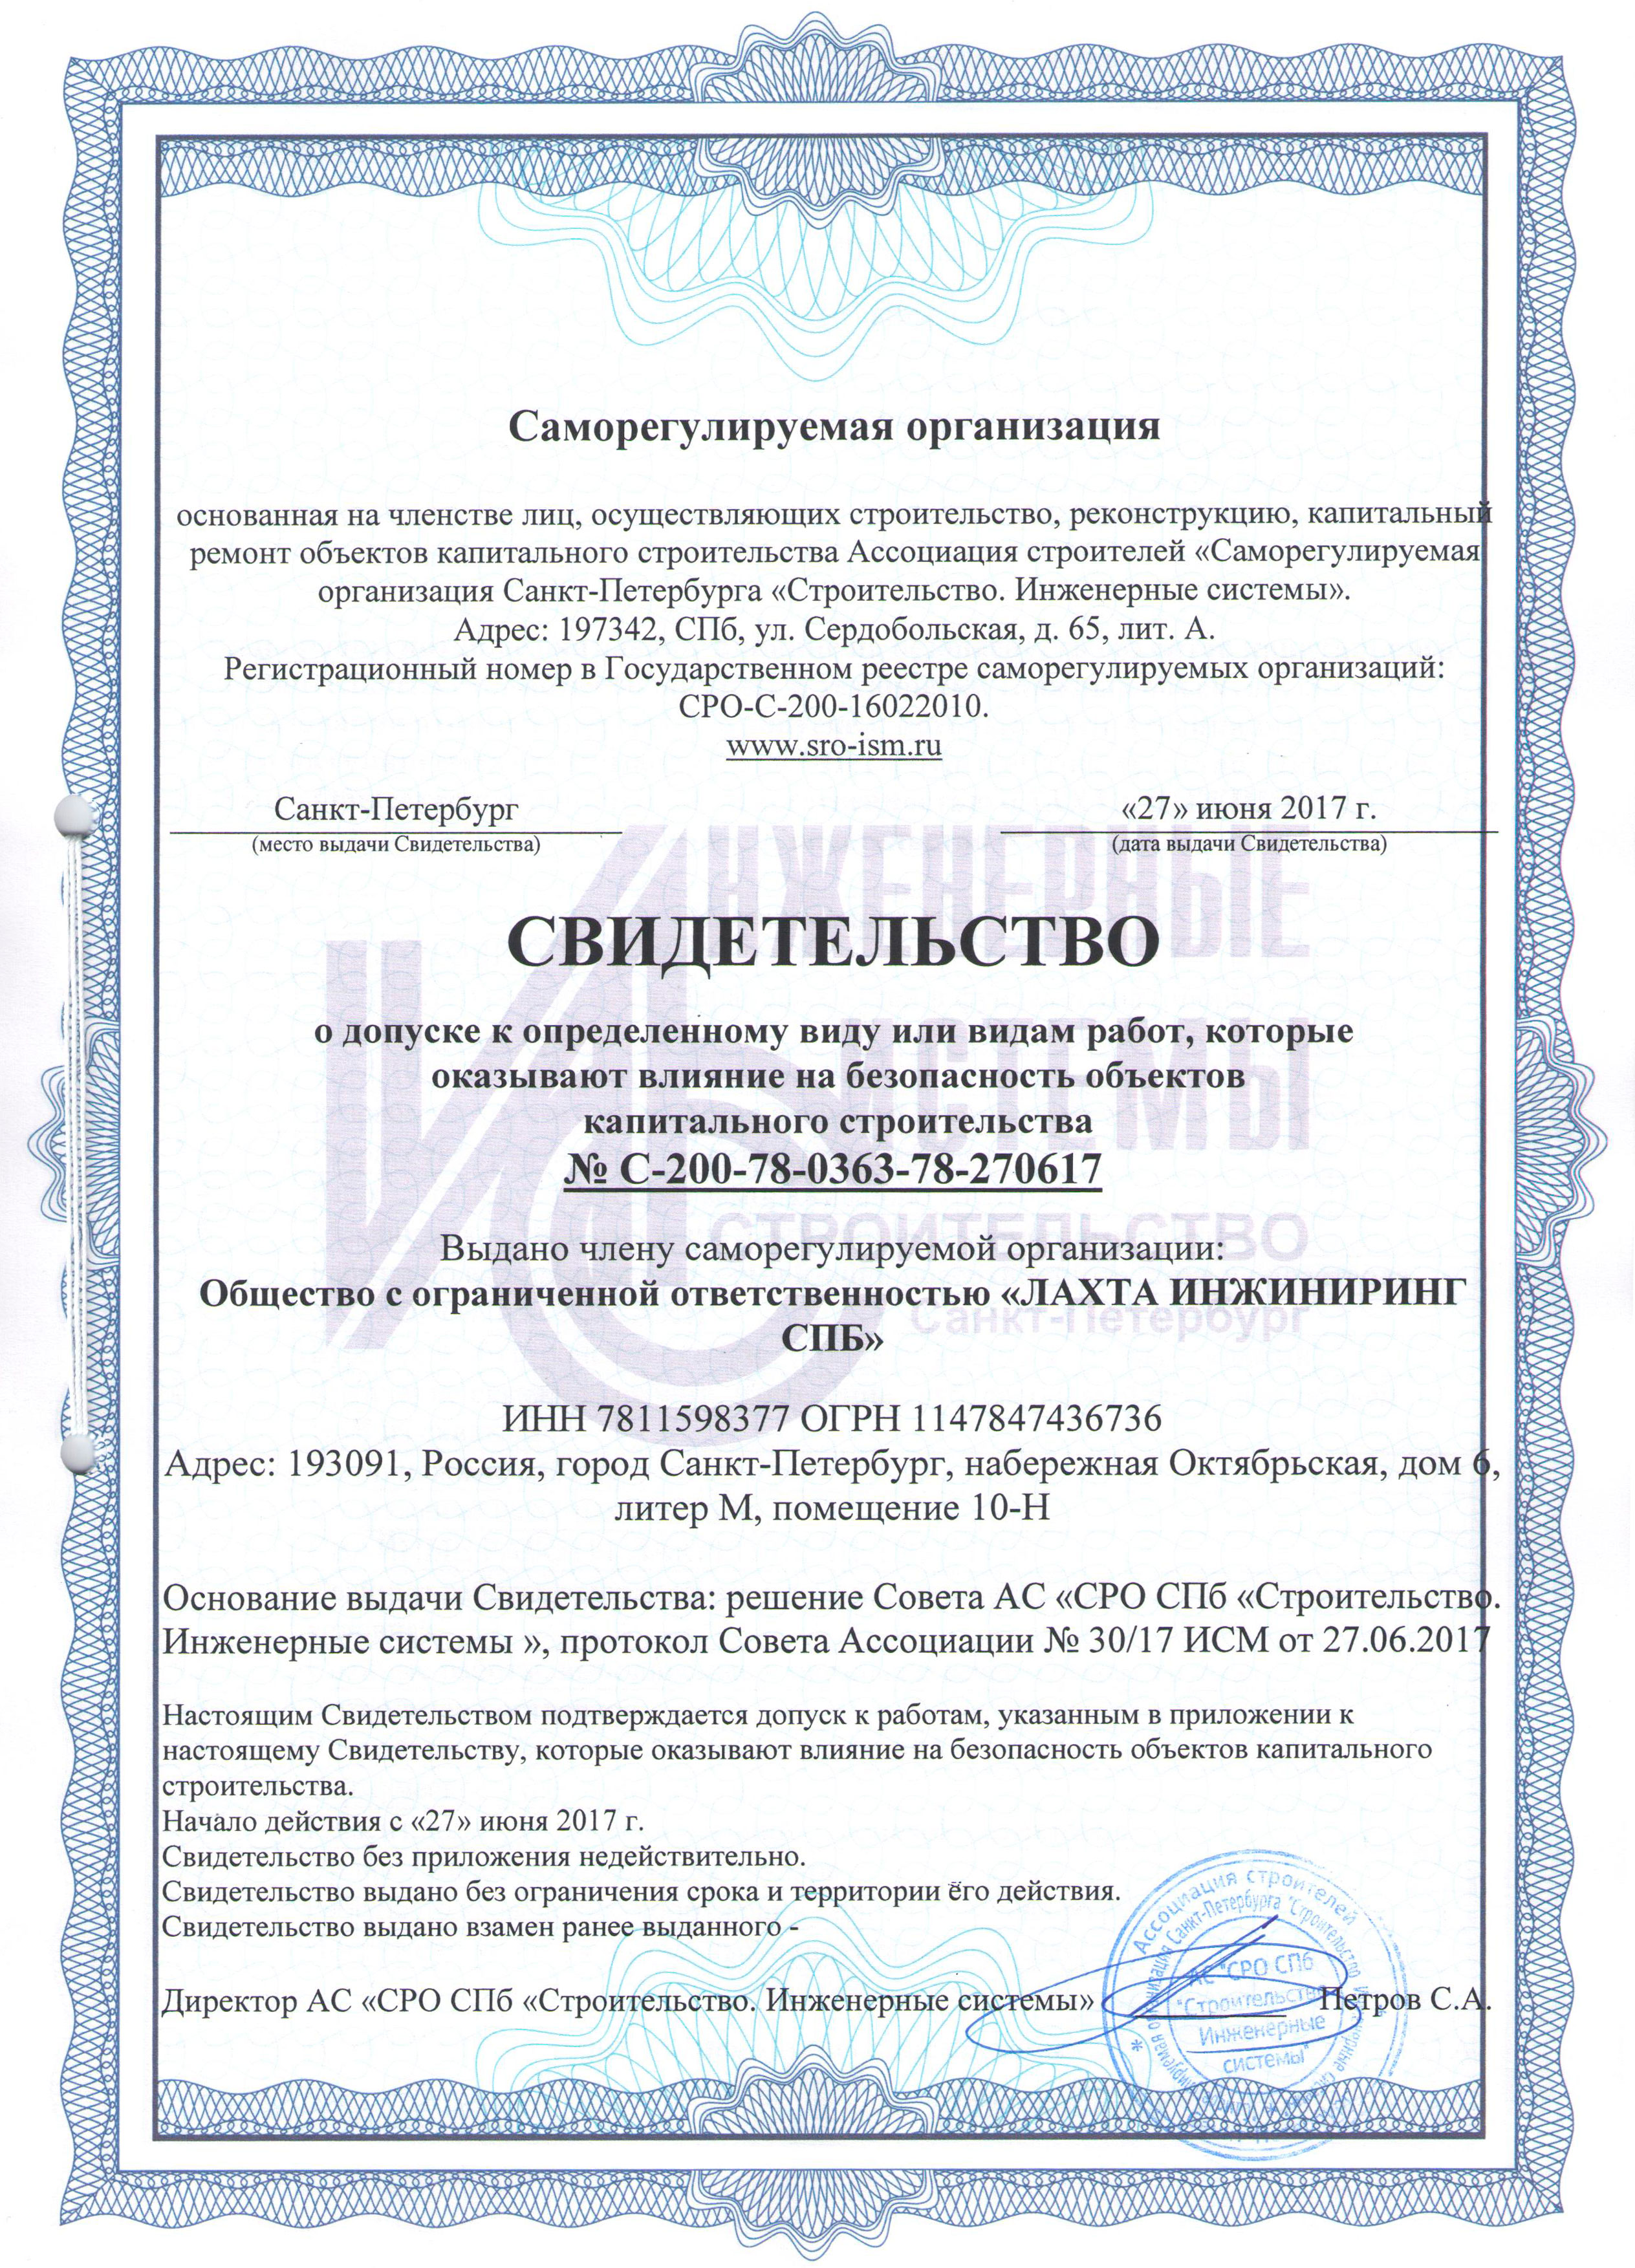 Саморегулируемая организация
основанная на членстве лиц, осуществляющих строительство, реконструкцию, капитальный
ремонт объектов капитального строительства Ассоциация строителей «Саморегулируемая
организация Санкт-Петербурга «Строительство. Инженерные системы».
Адрес: 197342, СПб, ул. Сердобольская, д. 65, лит. А.
Регистрационный номер в Государственном реестре саморегулируемых организаций:
СРО-С-200-16022010.
www.sro-ism.ru
Санкт-Петербург «27» июня 2017 г.
(место выдачи Свидетельства) (дата выдачи Свидетельства)
ИНЖЕНЕРНЫЕ
СИСТЕМЫ
СТРОИТЕЛЬСТВО
Санкт-Петербург
СВИДЕТЕЛЬСТВО
о допуске к определенному виду или видам работ, которые
оказывают влияние на безопасность объектов
капитального строительства
№ С-200-78-0363-78-270617
Выдано члену саморегулируемой организации:
Общество с ограниченной ответственностью «ЛАХТА ИНЖИНИРИНГ
СПБ»
ИНН 7811598377 ОГРН 1147847436736
Адрес: 193091, Россия, город Санкт-Петербург, набережная Октябрьская, дом 6,
литер М, помещение 10-Н
Основание выдачи Свидетельства: решение Совета АС «СРО СПб «Строительство.
Инженерные системы », протокол Совета Ассоциации № 30/17 ИСМ от 27.06.2017
Настоящим Свидетельством подтверждается допуск к работам, указанным в приложении к
настоящему Свидетельству, которые оказывают влияние на безопасность объектов капитального
строительства.
Начало действия с «27» июня 2017 г.
Свидетельство без приложения недействительно.
Свидетельство выдано без ограничения срока и территории его действия.
Свидетельство выдано взамен ранее выданного -
Директор АС «СРО СПб «Строительство. Инженерные системы» Петров С.А.
Ассоциация строителей
Санкт-Петербурга "Строительство.
АС "СРО СПб
"Строительство
Инженерные
системы"